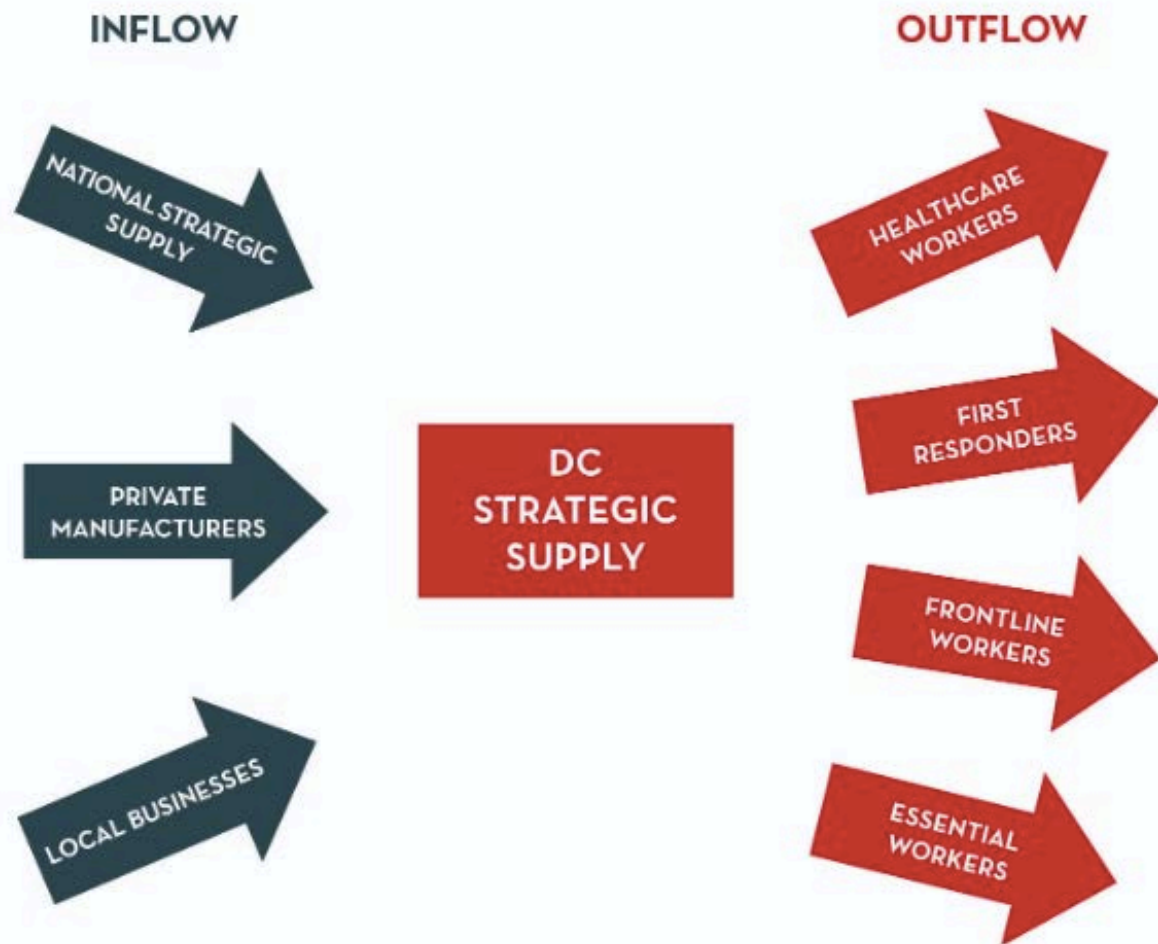 INFLOW
OUTFLOW
NATIONAL STRATEGIC
SUPPLY
PRIVATE
MANUFACTURERS
LOCAL BUSINESSES
DC
STRATEGIC
SUPPLY
HEALTHCARE
WORKERS
FIRST
RESPONDERS
FRONTLINE
WORKERS
ESSENTIAL
WORKERS